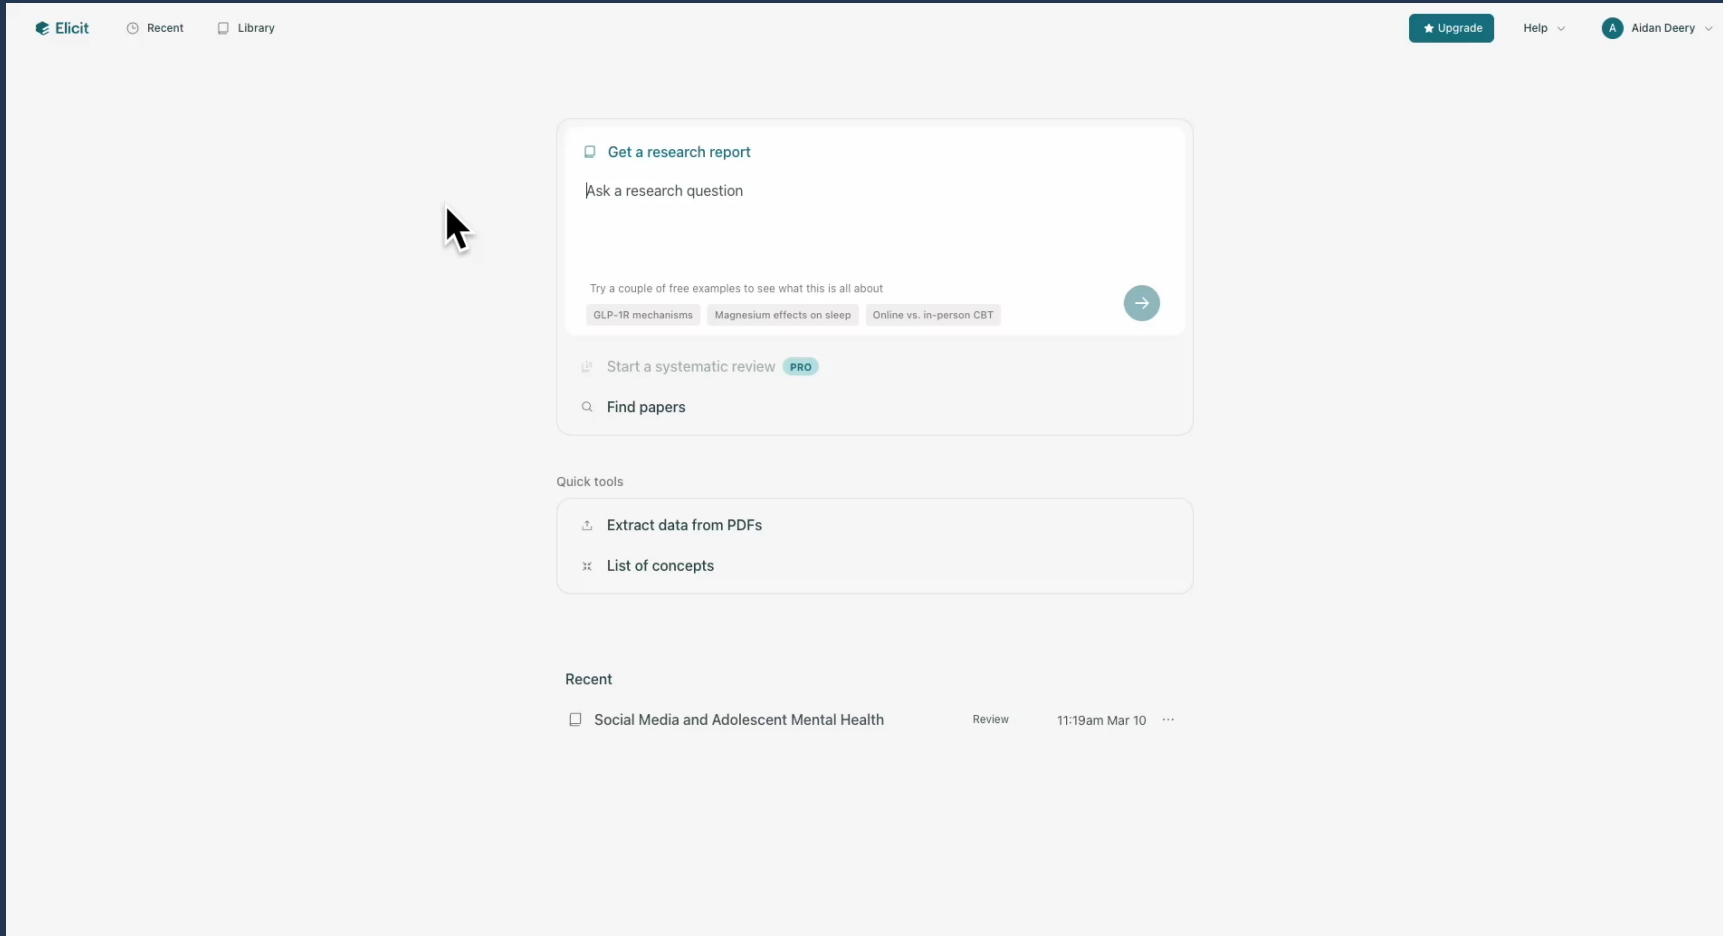 Elicit Recent Library Upgrade Help A Aidan Deery
Get a research report
Ask a research question
Try a couple of free examples to see what this is all about
GLP-1R mechanisms Magnesium effects on sleep Online vs. in-person CBT
Start a systematic review PRO
Find papers
Quick tools
Extract data from PDFs
List of concepts
Recent
Social Media and Adolescent Mental Health Review 11:19am Mar 10